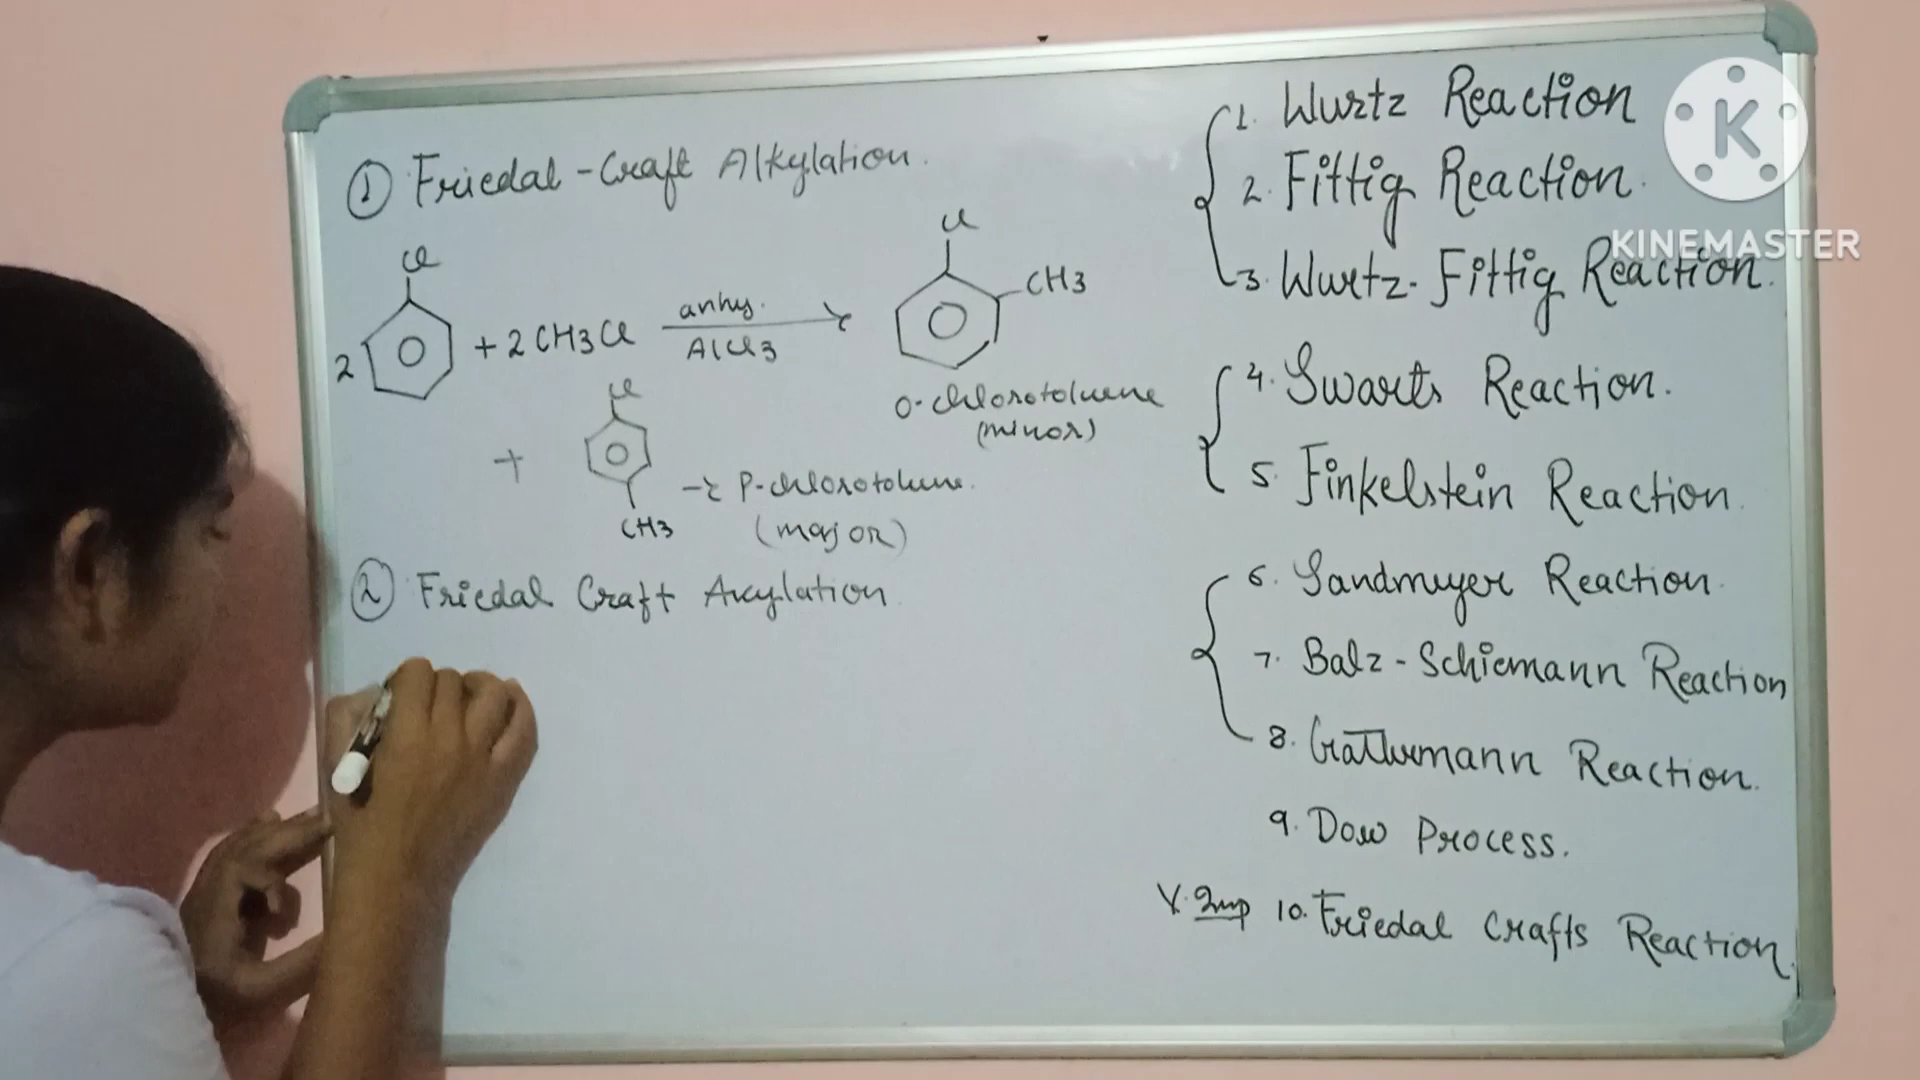 ① Friedal-Craft Alkylation.
Cl
2 + 2CH3Cl anhy. AlCl3
Cl
CH3
o-chlorotoluene
(minor)
+
Cl
CH3
→ P-chlorotoluene.
(major)
② Friedal Craft Acylation.
1. Wurtz Reaction
2. Fittig Reaction.
3. Wurtz-Fittig Reaction.
4. Swarts Reaction.
5. Finkelstein Reaction.
6. Sandmeyer Reaction.
7. Balz-Schiemann Reaction
8. Gattermann Reaction.
9. Dow Process.
V. Imp 10. Friedal Crafts Reaction.
K
KINEMASTER